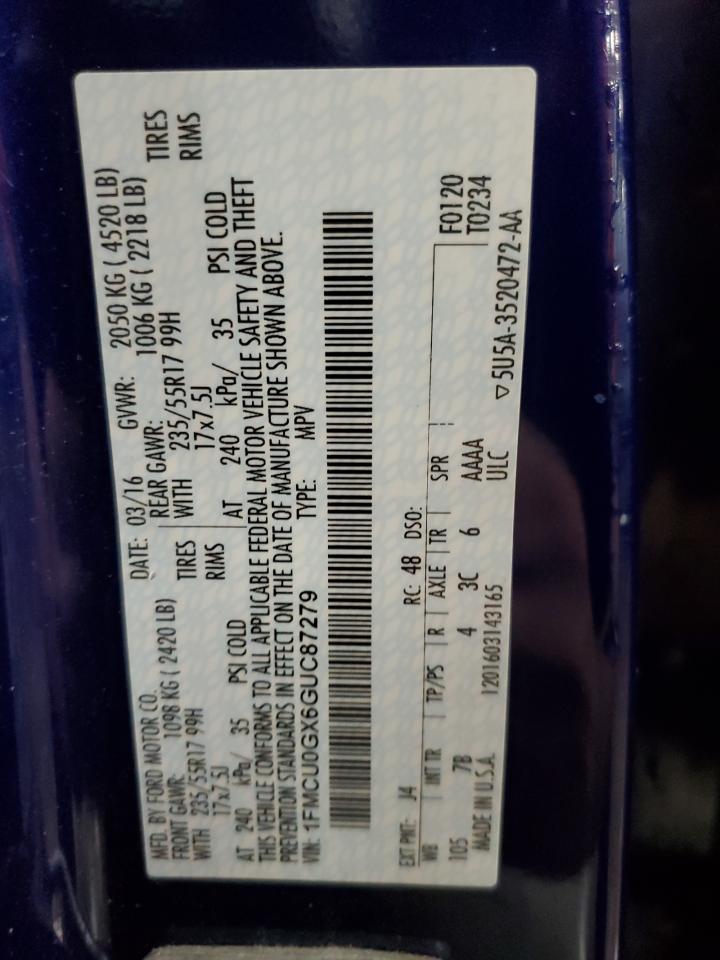 MFD. BY FORD MOTOR CO.
DATE: 03/16 GVWR: 2050 KG ( 4520 LB)
FRONT GAWR: 1098 KG ( 2420 LB) REAR GAWR: 1006 KG ( 2218 LB)
WITH 235/55R17 99H TIRES WITH 235/55R17 99H TIRES
17x7.5J RIMS 17x7.5J RIMS
AT 240 kPa/ 35 PSI COLD AT 240 kPa/ 35 PSI COLD
THIS VEHICLE CONFORMS TO ALL APPLICABLE FEDERAL MOTOR VEHICLE SAFETY AND THEFT
PREVENTION STANDARDS IN EFFECT ON THE DATE OF MANUFACTURE SHOWN ABOVE.
VIN: 1FMCU0GX6GUC87279 TYPE: MPV
EXT PNT: J4 RC: 48 DSO: F0120
WB INT TR TP/PS R AXLE TR SPR T0234
105 7B 4 3C 6 AAAA
MADE IN U.S.A. 1201603143165 ULC
▽ 5U5A-3520472-AA